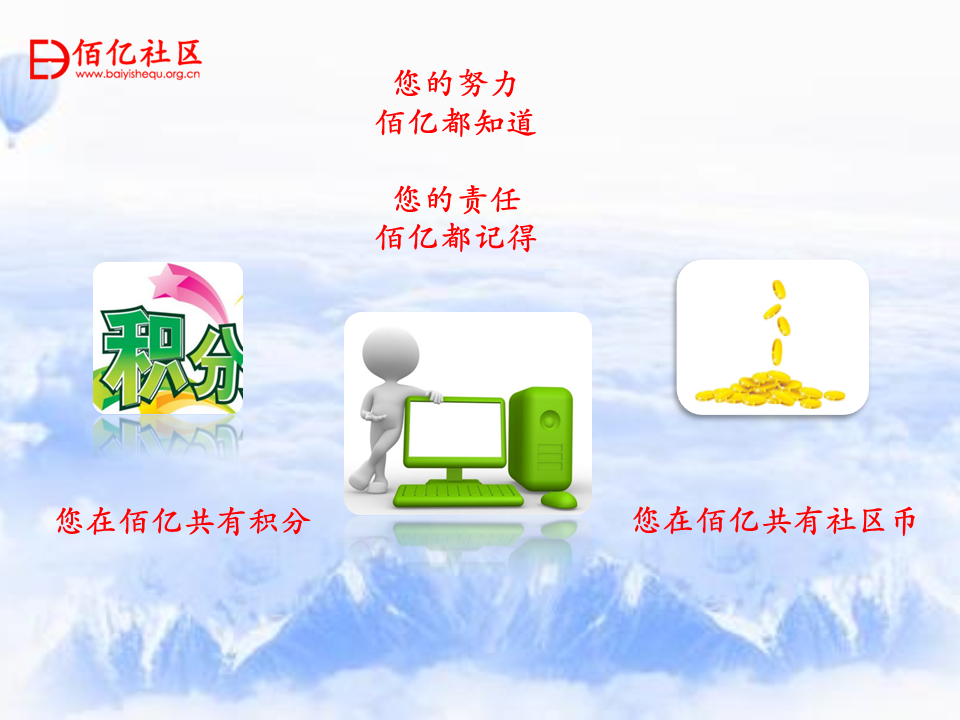 佰亿社区
www.baiyishequ.org.cn
您的努力
佰亿都知道
您的责任
佰亿都记得
积分
您在佰亿共有积分
您在佰亿共有社区币